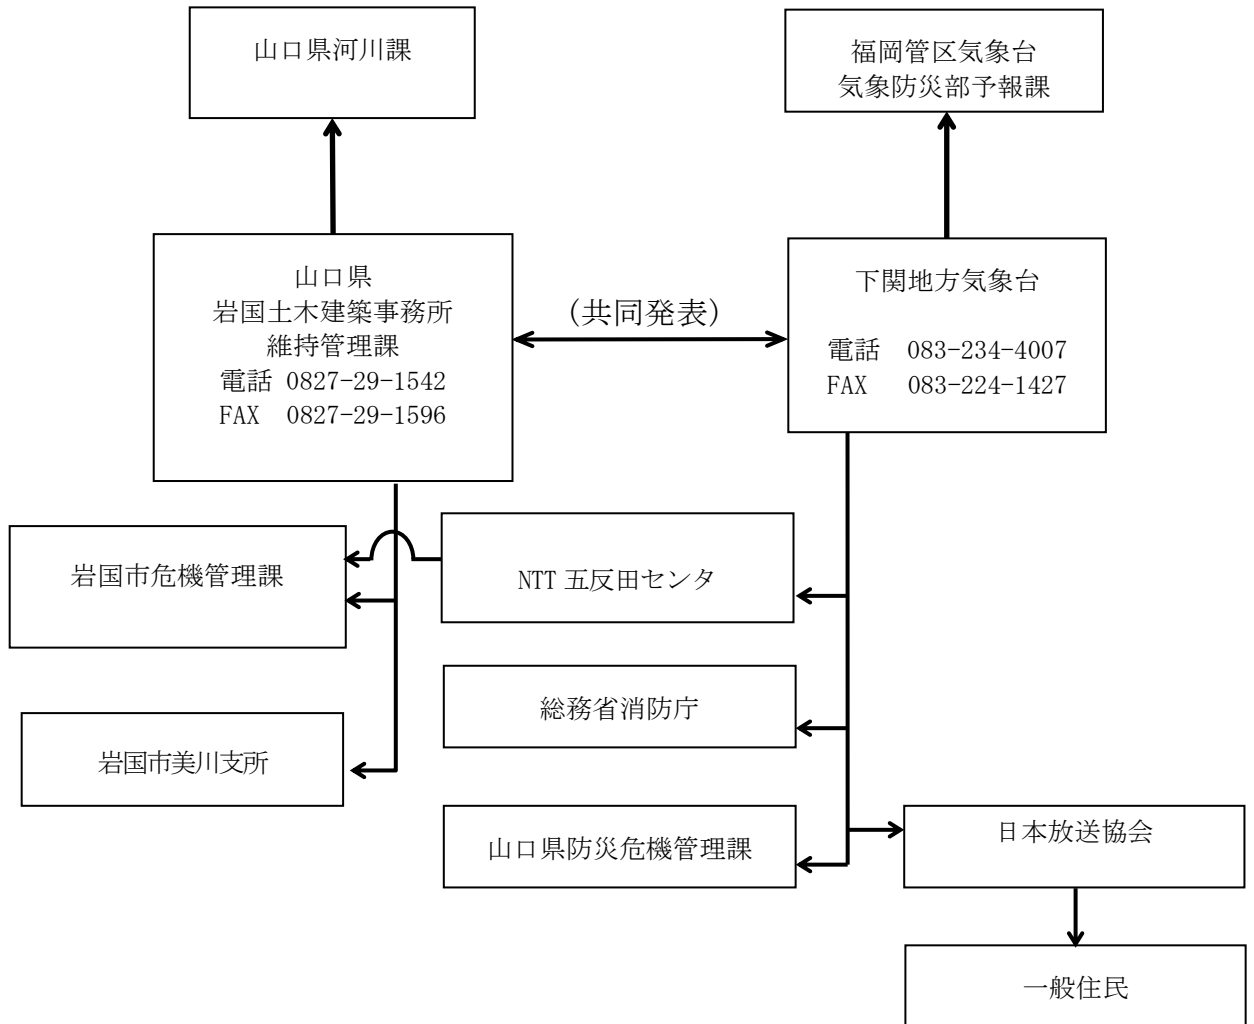 山口県河川課
福岡管区気象台
気象防災部予報課
山口県
岩国土木建築事務所
維持管理課
電話 0827-29-1542
FAX 0827-29-1596
(共同発表)
下関地方気象台
電話 083-234-4007
FAX 083-224-1427
岩国市危機管理課
NTT 五反田センタ
総務省消防庁
岩国市美川支所
山口県防災危機管理課
日本放送協会
一般住民